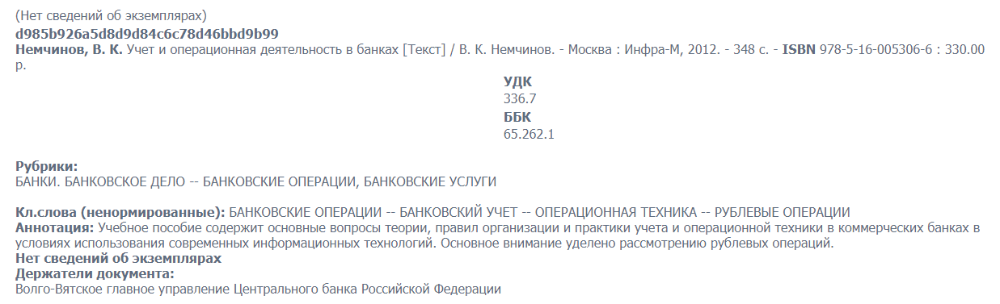 (Нет сведений об экземплярах)
d985b926a5d8d9d84c6c78d46bbd9b99
Немчинов, В. К. Учет и операционная деятельность в банках [Текст] / В. К. Немчинов. - Москва : Инфра-М, 2012. - 348 с. - ISBN 978-5-16-005306-6 : 330.00
р.
УДК
336.7
ББК
65.262.1
Рубрики:
БАНКИ. БАНКОВСКОЕ ДЕЛО -- БАНКОВСКИЕ ОПЕРАЦИИ, БАНКОВСКИЕ УСЛУГИ
Кл.слова (ненормированные): БАНКОВСКИЕ ОПЕРАЦИИ -- БАНКОВСКИЙ УЧЕТ -- ОПЕРАЦИОННАЯ ТЕХНИКА -- РУБЛЕВЫЕ ОПЕРАЦИИ
Аннотация: Учебное пособие содержит основные вопросы теории, правил организации и практики учета и операционной техники в коммерческих банках в
условиях использования современных информационных технологий. Основное внимание уделено рассмотрению рублевых операций.
Нет сведений об экземплярах
Держатели документа:
Волго-Вятское главное управление Центрального банка Российской Федерации